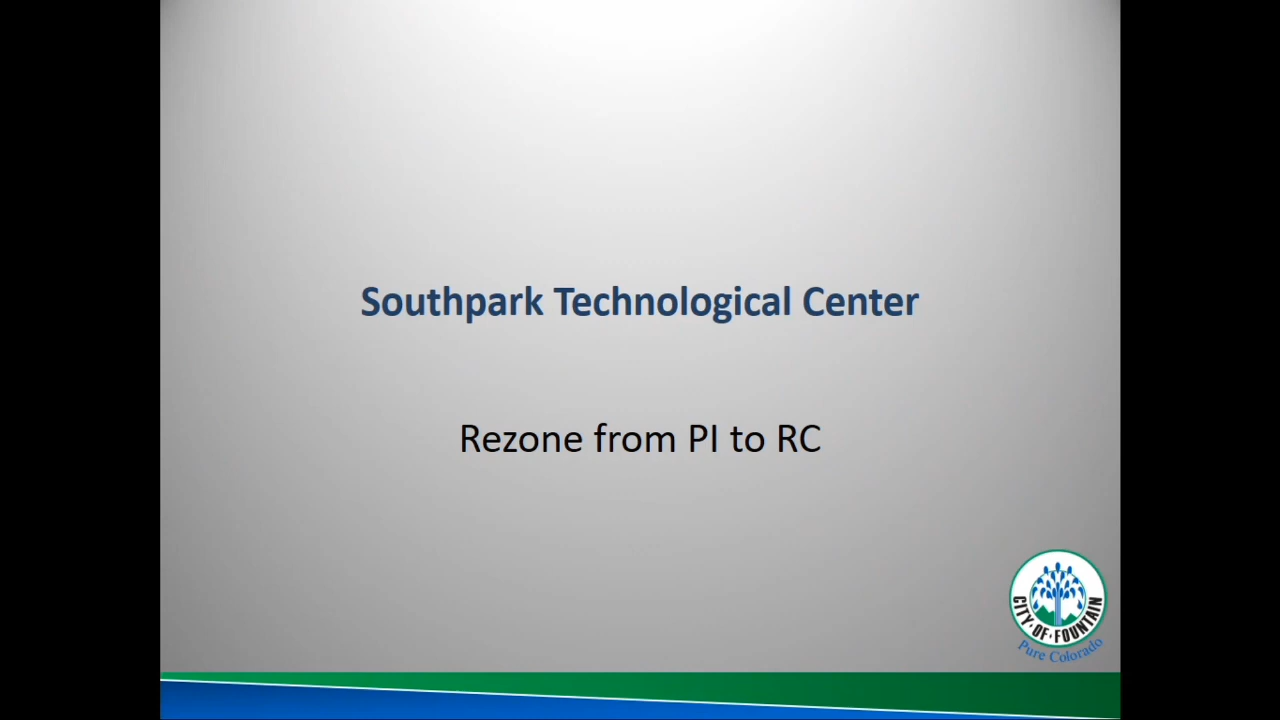 Southpark Technological Center
Rezone from PI to RC
CITY OF FOUNTAIN
Pure Colorado